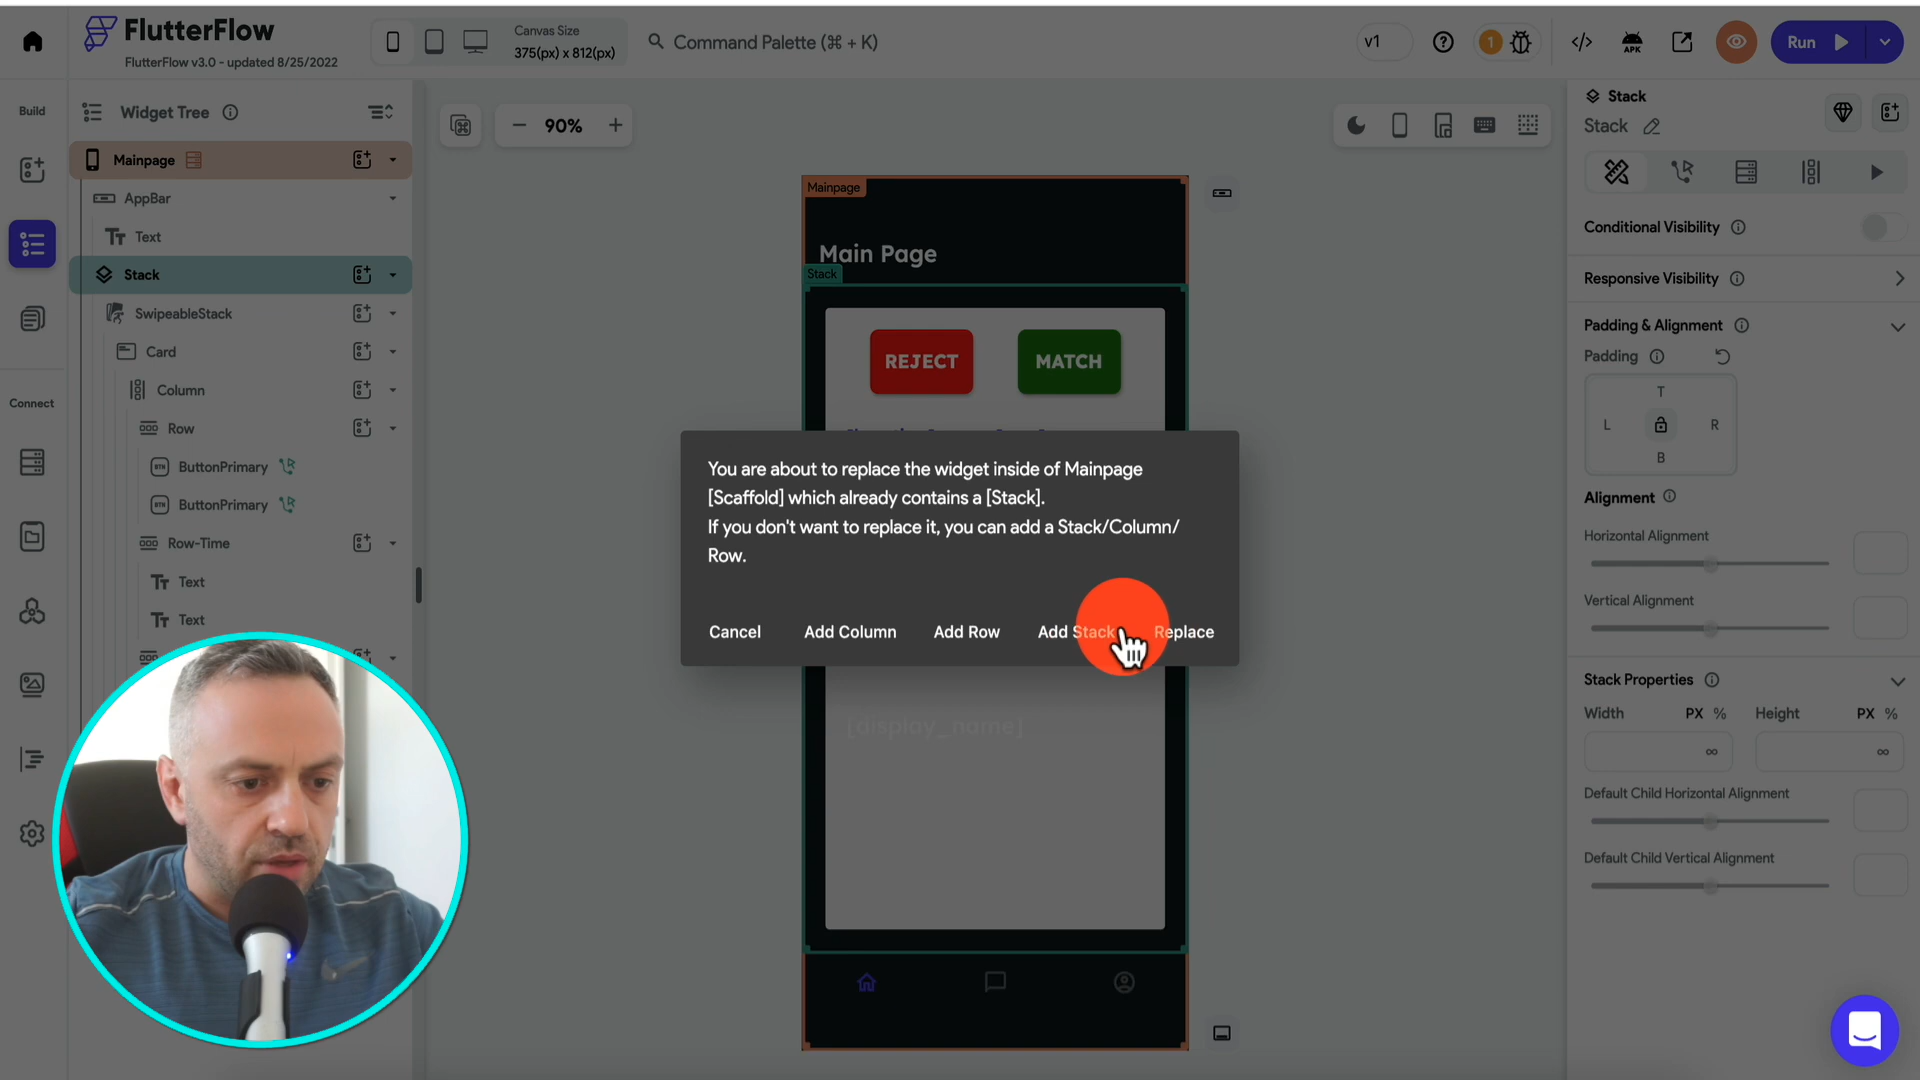 FlutterFlow
FlutterFlow v3.0 - updated 8/25/2022
Canvas Size
375(px) x 812(px)
Command Palette (⌘ + K)
v1
1
APK
Run
Build
Widget Tree
90%
Stack
Stack
Mainpage
AppBar
Text
Stack
SwipeableStack
Card
Column
Row
BTN ButtonPrimary
BTN ButtonPrimary
Row-Time
Text
Text
Connect
Mainpage
Main Page
Stack
REJECT
MATCH
You are about to replace the widget inside of Mainpage
[Scaffold] which already contains a [Stack].
If you don't want to replace it, you can add a Stack/Column/
Row.
Cancel
Add Column
Add Row
Add Stack
Replace
[display_name]
Conditional Visibility
Responsive Visibility
Padding & Alignment
Padding
T
L
R
B
Alignment
Horizontal Alignment
Vertical Alignment
Stack Properties
Width PX %
Height PX %
∞
∞
Default Child Horizontal Alignment
Default Child Vertical Alignment